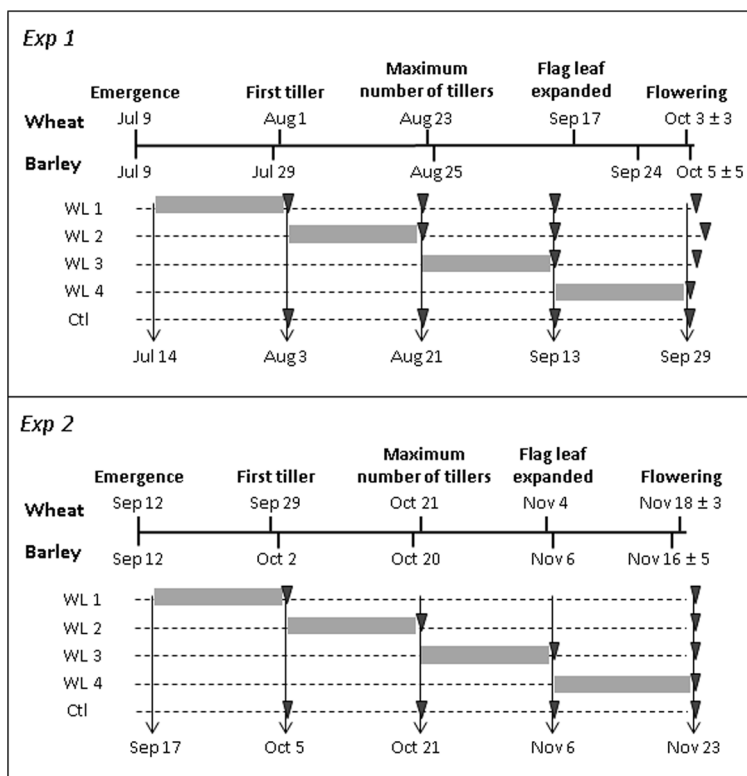 Exp 1
Maximum Flag leaf
Emergence First tiller number of tillers expanded Flowering
Wheat Jul 9 Aug 1 Aug 23 Sep 17 Oct 3 ± 3
Barley Jul 9 Jul 29 Aug 25 Sep 24 Oct 5 ± 5
WL 1
WL 2
WL 3
WL 4
Ctl
Jul 14 Aug 3 Aug 21 Sep 13 Sep 29
Exp 2
Maximum Flag leaf
Emergence First tiller number of tillers expanded Flowering
Wheat Sep 12 Sep 29 Oct 21 Nov 4 Nov 18 ± 3
Barley Sep 12 Oct 2 Oct 20 Nov 6 Nov 16 ± 5
WL 1
WL 2
WL 3
WL 4
Ctl
Sep 17 Oct 5 Oct 21 Nov 6 Nov 23